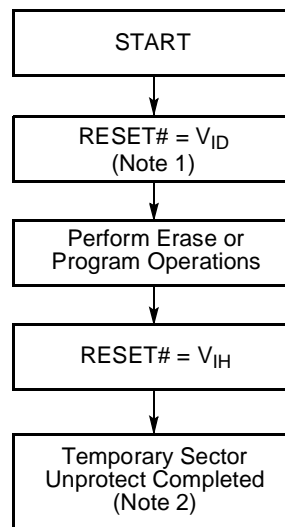 START
RESET# = VID
(Note 1)
Perform Erase or
Program Operations
RESET# = VIH
Temporary Sector
Unprotect Completed
(Note 2)